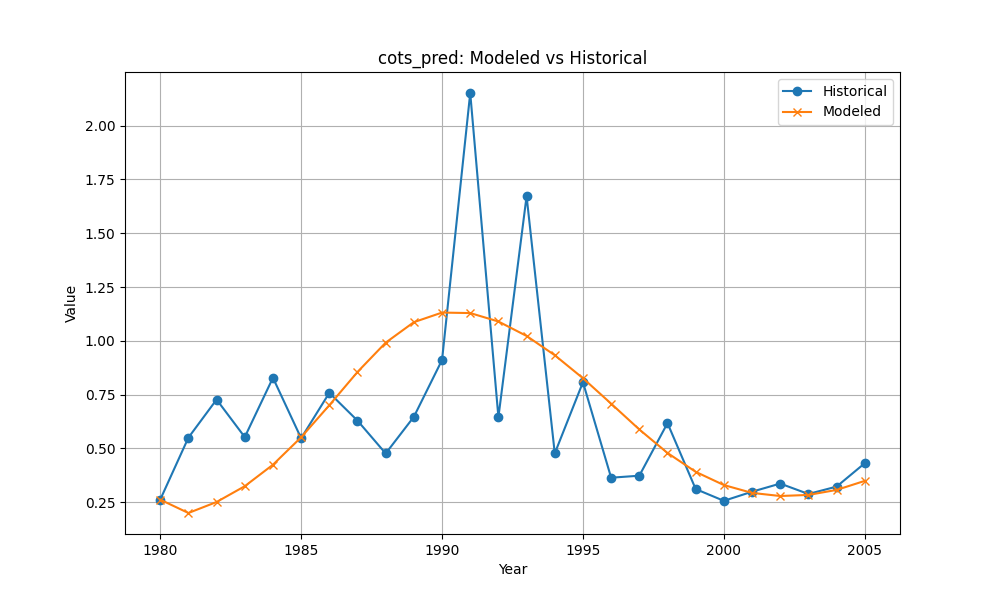 cots_pred: Modeled vs Historical
Historical
Modeled
2.00
1.75
1.50
1.25
1.00
0.75
0.50
0.25
Value
1980 1985 1990 1995 2000 2005
Year